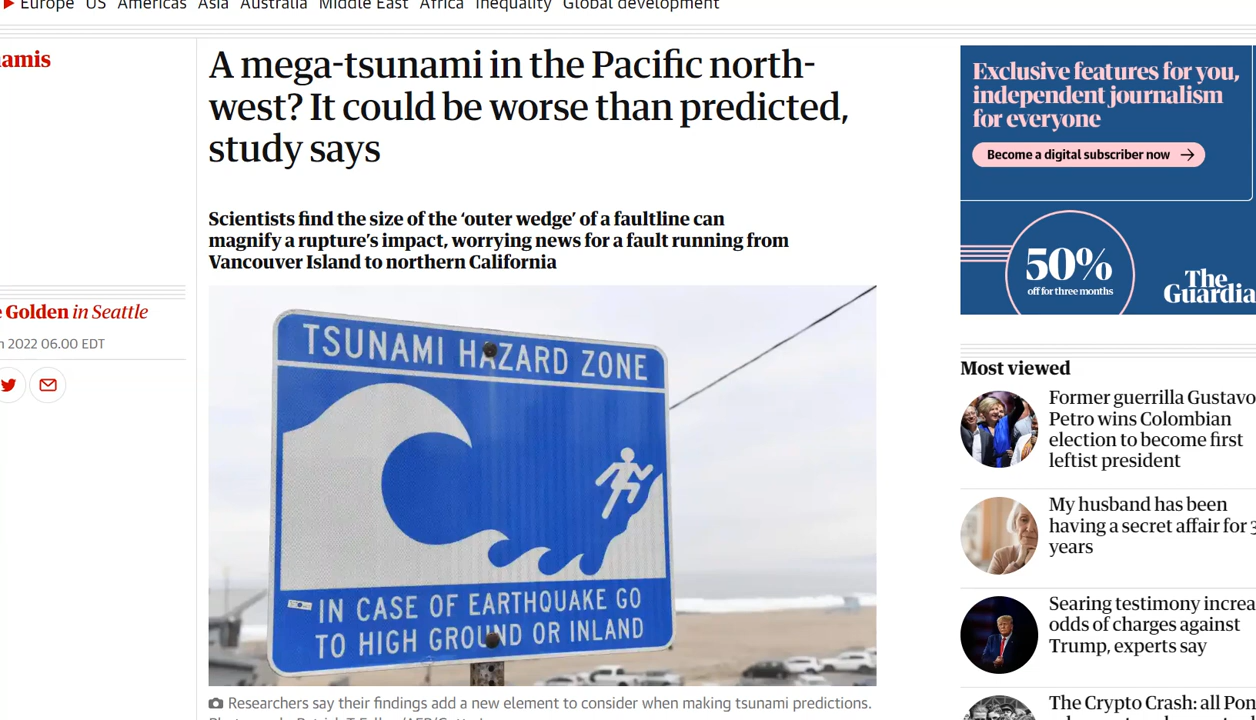 Europe US Americas Asia Australia Middle East Africa Inequality Global development
amis
A mega-tsunami in the Pacific north-
west? It could be worse than predicted,
study says
Scientists find the size of the ‘outer wedge’ of a faultline can
magnify a rupture’s impact, worrying news for a fault running from
Vancouver Island to northern California
e Golden in Seattle
n 2022 06.00 EDT
TSUNAMI HAZARD ZONE
IN CASE OF EARTHQUAKE GO
TO HIGH GROUND OR INLAND
Researchers say their findings add a new element to consider when making tsunami predictions.
Exclusive features for you,
independent journalism
for everyone
Become a digital subscriber now
50%
off for three months
The
Guardia
Most viewed
Former guerrilla Gustavo
Petro wins Colombian
election to become first
leftist president
My husband has been
having a secret affair for 3
years
Searing testimony increa
odds of charges against
Trump, experts say
The Crypto Crash: all Pon